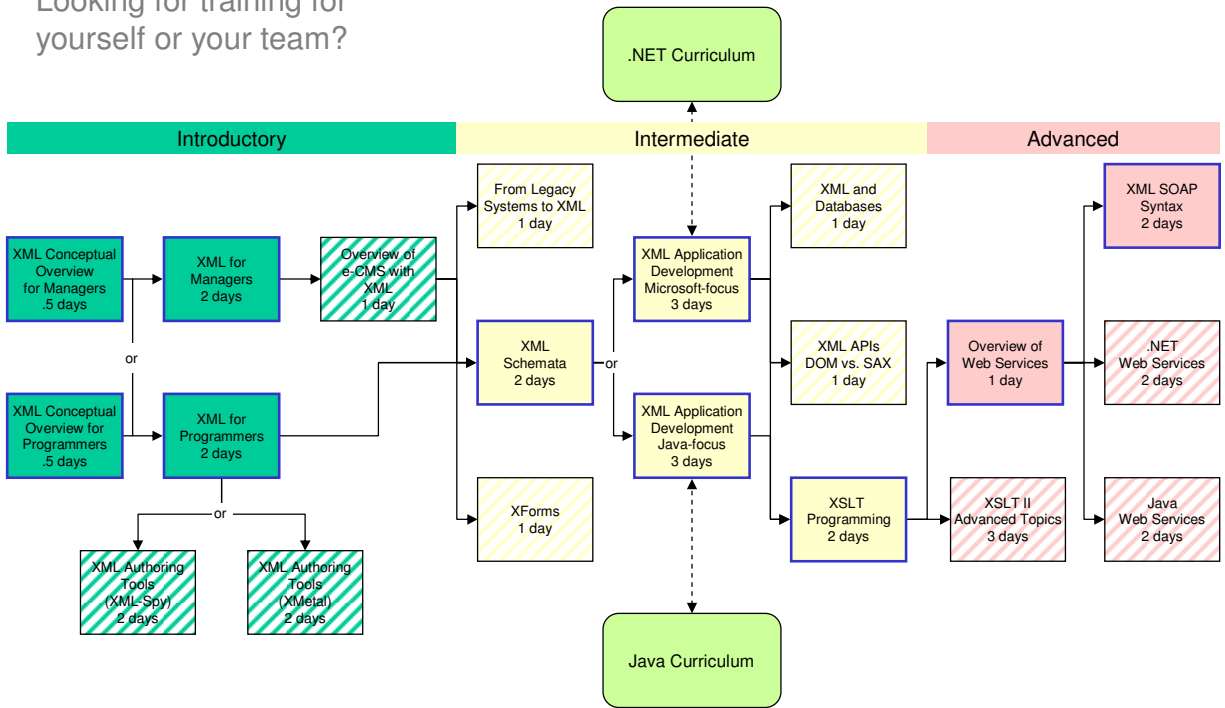 Looking for training for
yourself or your team?
.NET Curriculum
Introductory
Intermediate
Advanced
From Legacy
Systems to XML
1 day
XML and
Databases
1 day
XML SOAP
Syntax
2 days
XML Conceptual
Overview
for Managers
.5 days
XML for
Managers
2 days
Overview of
e-CMS with
XML
1 day
XML Application
Development
Microsoft-focus
3 days
or
XML
Schemata
2 days
or
XML APIs
DOM vs. SAX
1 day
Overview of
Web Services
1 day
.NET
Web Services
2 days
XML Conceptual
Overview for
Programmers
.5 days
XML for
Programmers
2 days
XML Application
Development
Java-focus
3 days
or
XForms
1 day
XSLT
Programming
2 days
XSLT II
Advanced Topics
3 days
Java
Web Services
2 days
XML Authoring
Tools
(XML-Spy)
2 days
XML Authoring
Tools
(XMetal)
2 days
Java Curriculum